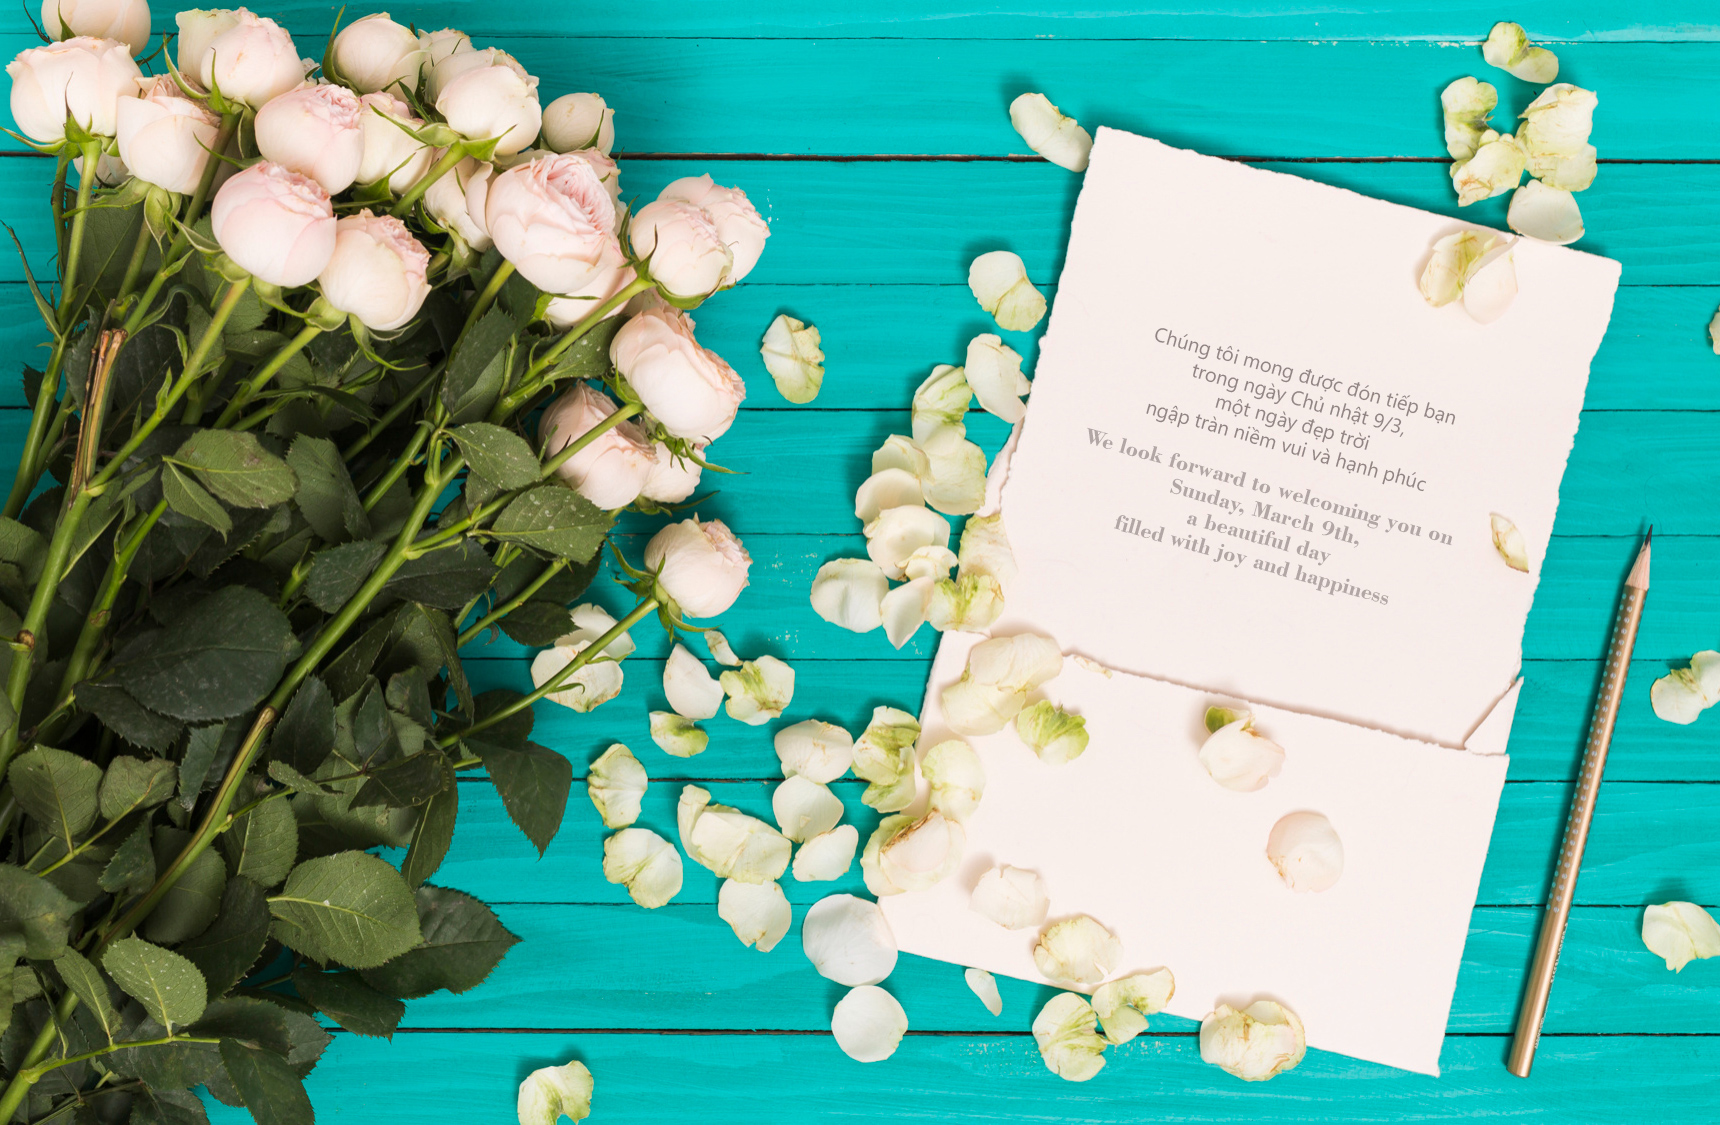 Chúng tôi mong được đón tiếp bạn
trong ngày Chủ nhật 9/3,
một ngày đẹp trời
ngập tràn niềm vui và hạnh phúc
We look forward to welcoming you on
Sunday, March 9th,
a beautiful day
filled with joy and happiness